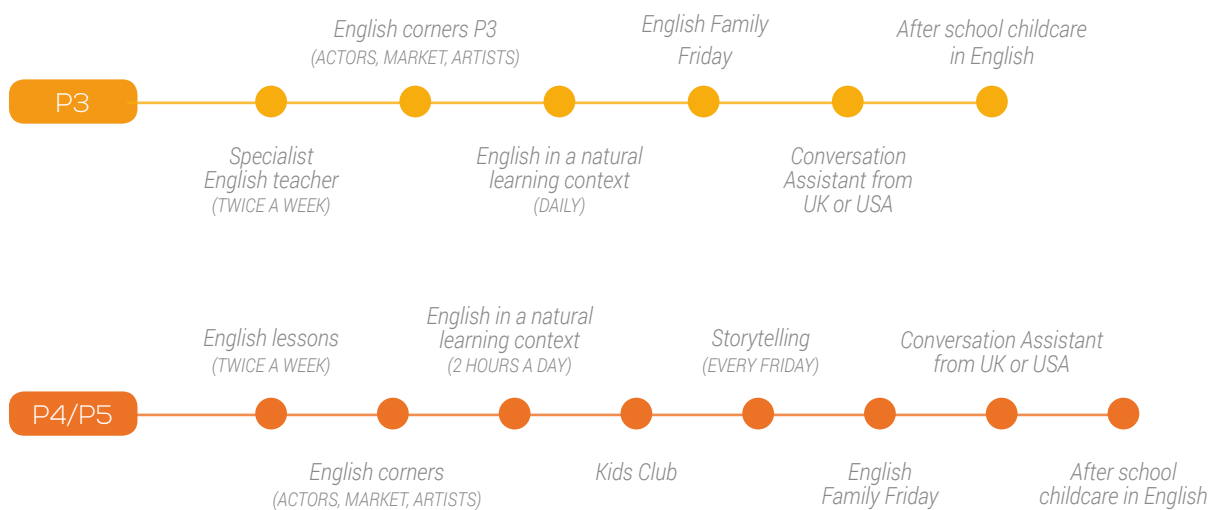 English corners P3
(ACTORS, MARKET, ARTISTS)
English Family
Friday
After school childcare
in English
P3
Specialist
English teacher
(TWICE A WEEK)
English in a natural
learning context
(DAILY)
Conversation
Assistant from
UK or USA
English lessons
(TWICE A WEEK)
English in a natural
learning context
(2 HOURS A DAY)
Storytelling
(EVERY FRIDAY)
Conversation Assistant
from UK or USA
P4/P5
English corners
(ACTORS, MARKET, ARTISTS)
Kids Club
English
Family Friday
After school
childcare in English